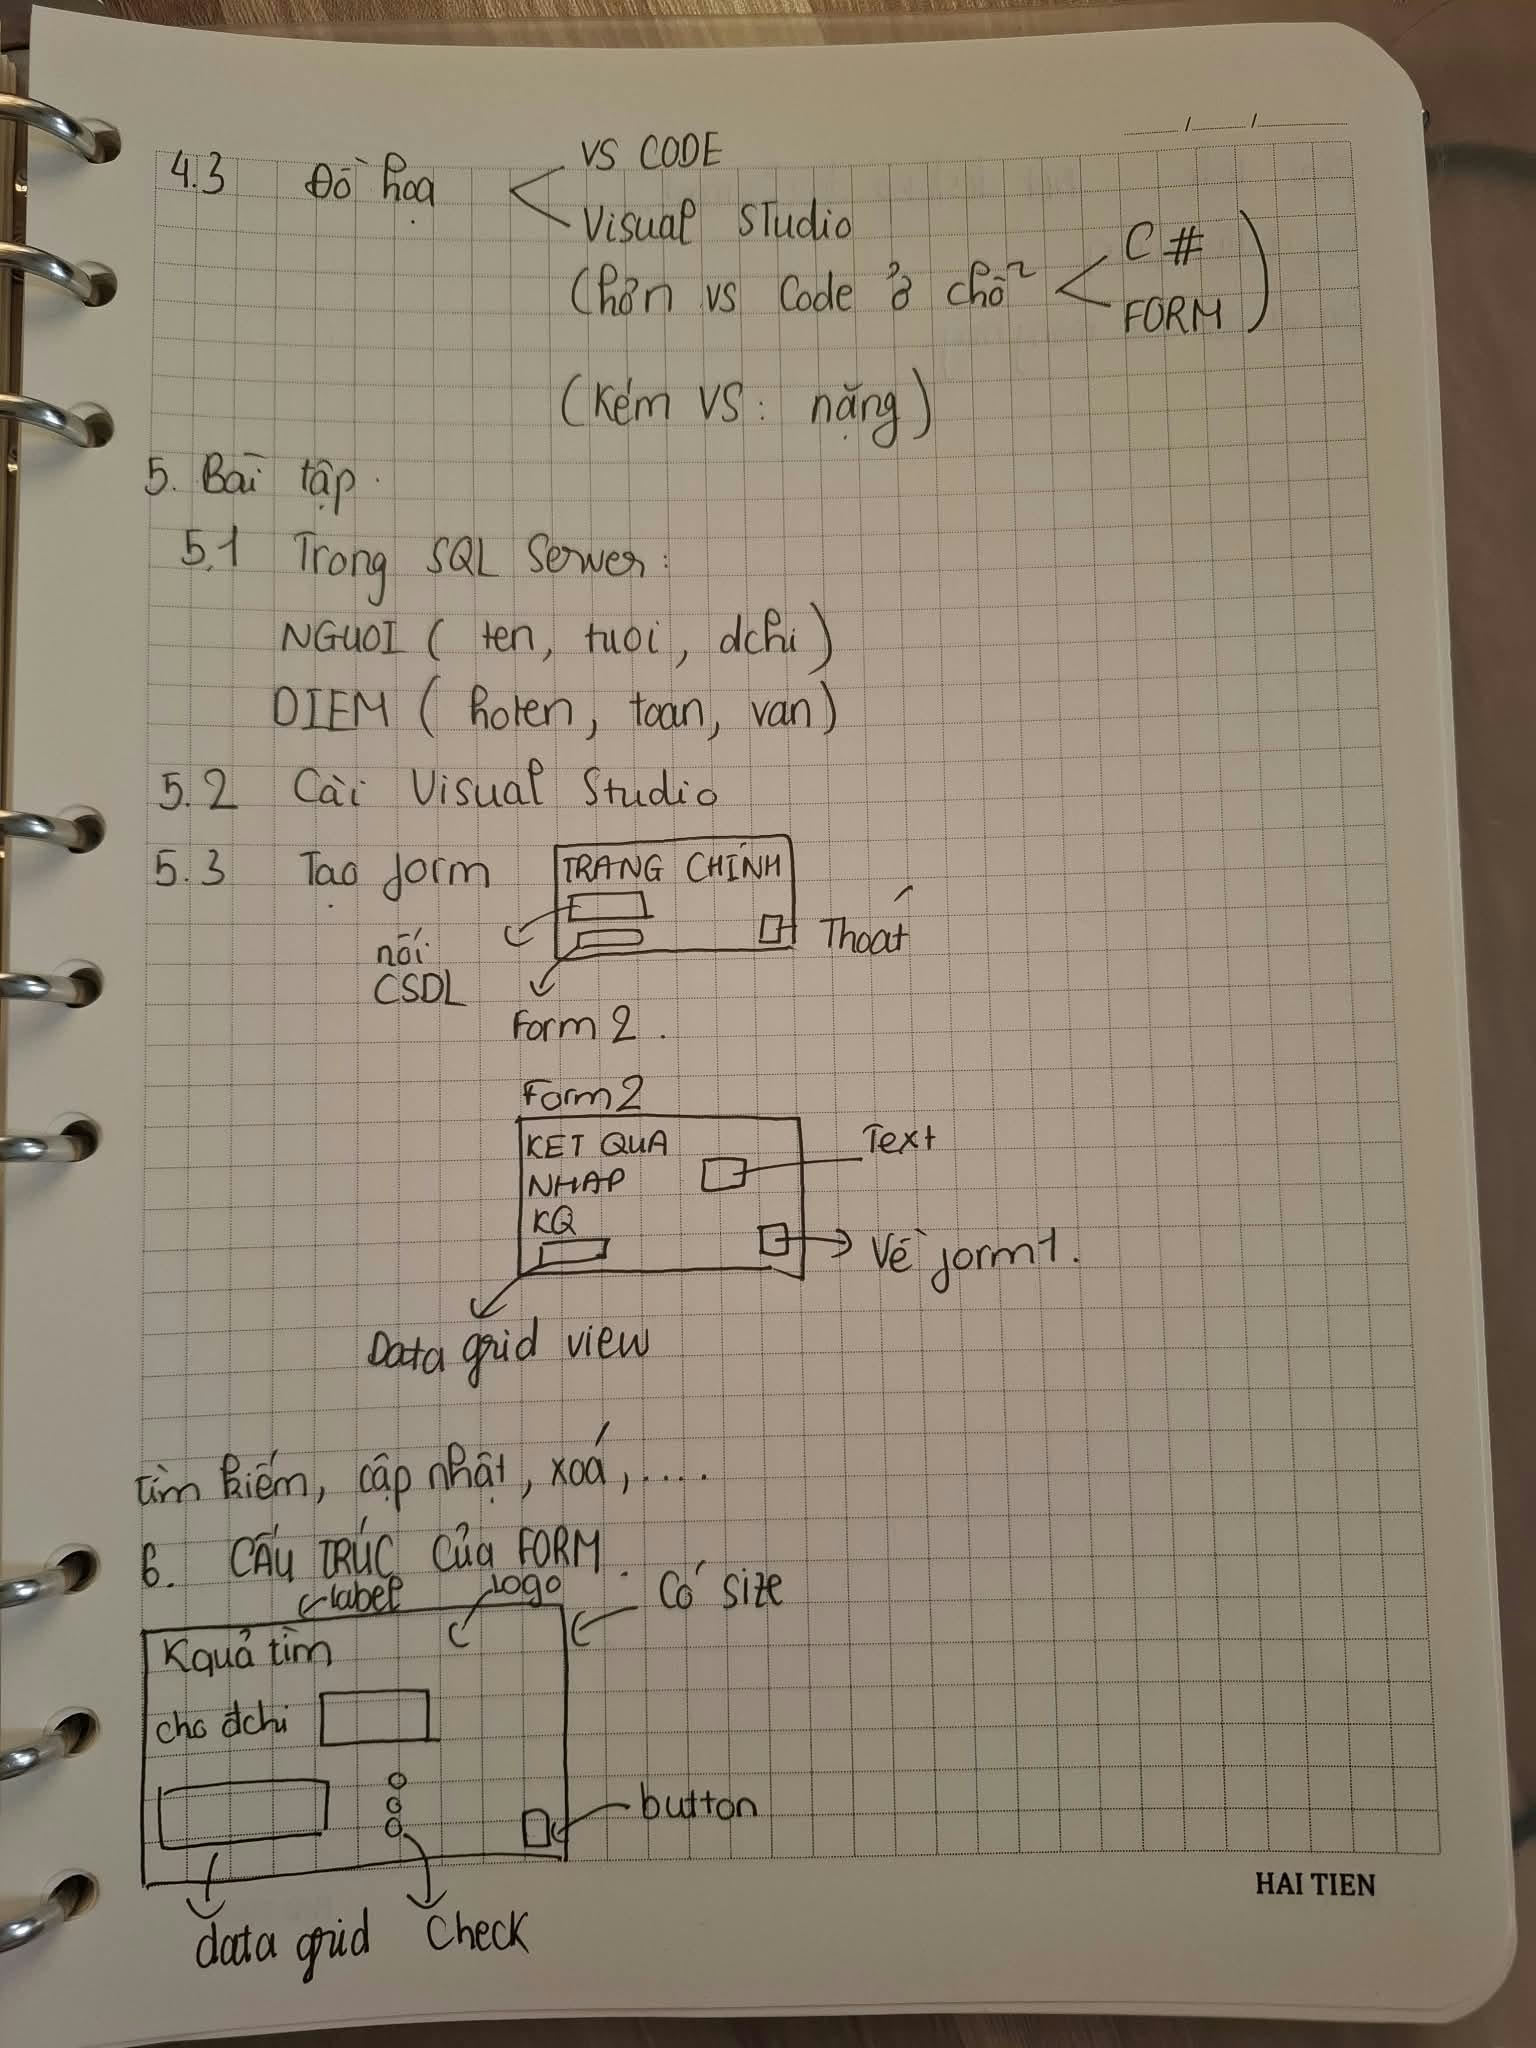 4.3 Đồ họa
VS CODE
Visual Studio
(hơn vs Code ở chỗ C#
FORM)
(kém VS: nặng)
5. Bài tập.
5.1 Trong SQL Server:
NGUOI ( ten, tuoi, dchi)
DIEM ( hoten, toan, van)
5.2 Cài Visual Studio
5.3 Tạo form
TRANG CHÍNH
Thoát
nối
CSDL
Form 2.
Form 2
KET QUA
Text
NHAP
KQ
Về form1.
Data grid view
tìm kiếm, cập nhật, xoá,....
6. CẤU TRÚC Của FORM.
label
logo
Có size
Kquả tìm
cho đchi
button
data grid
Check
HAI TIEN